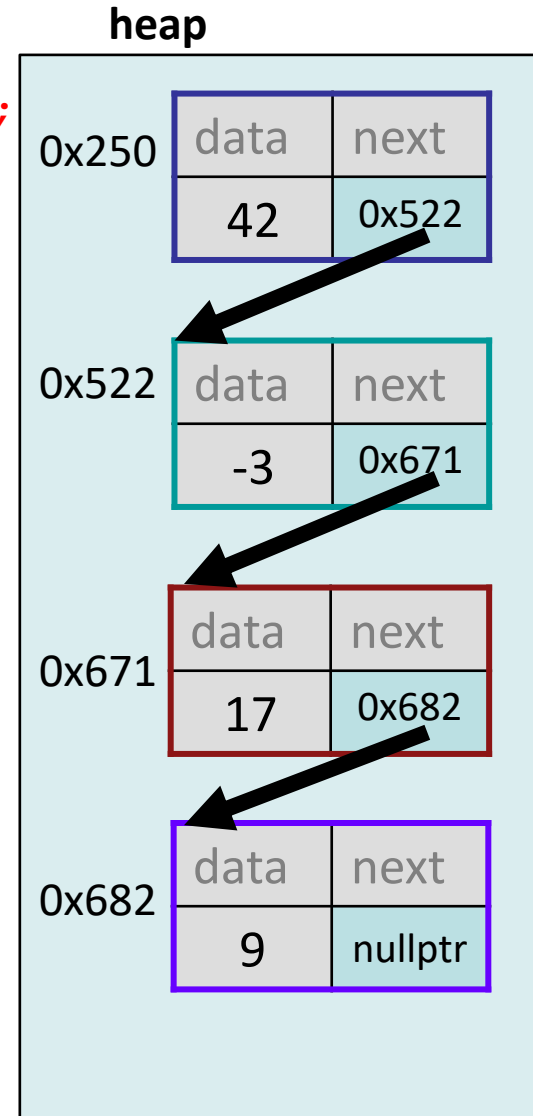 heap
;
0x250
data next
42 0x522
0x522
data next
-3 0x671
0x671
data next
17 0x682
0x682
data next
9 nullptr